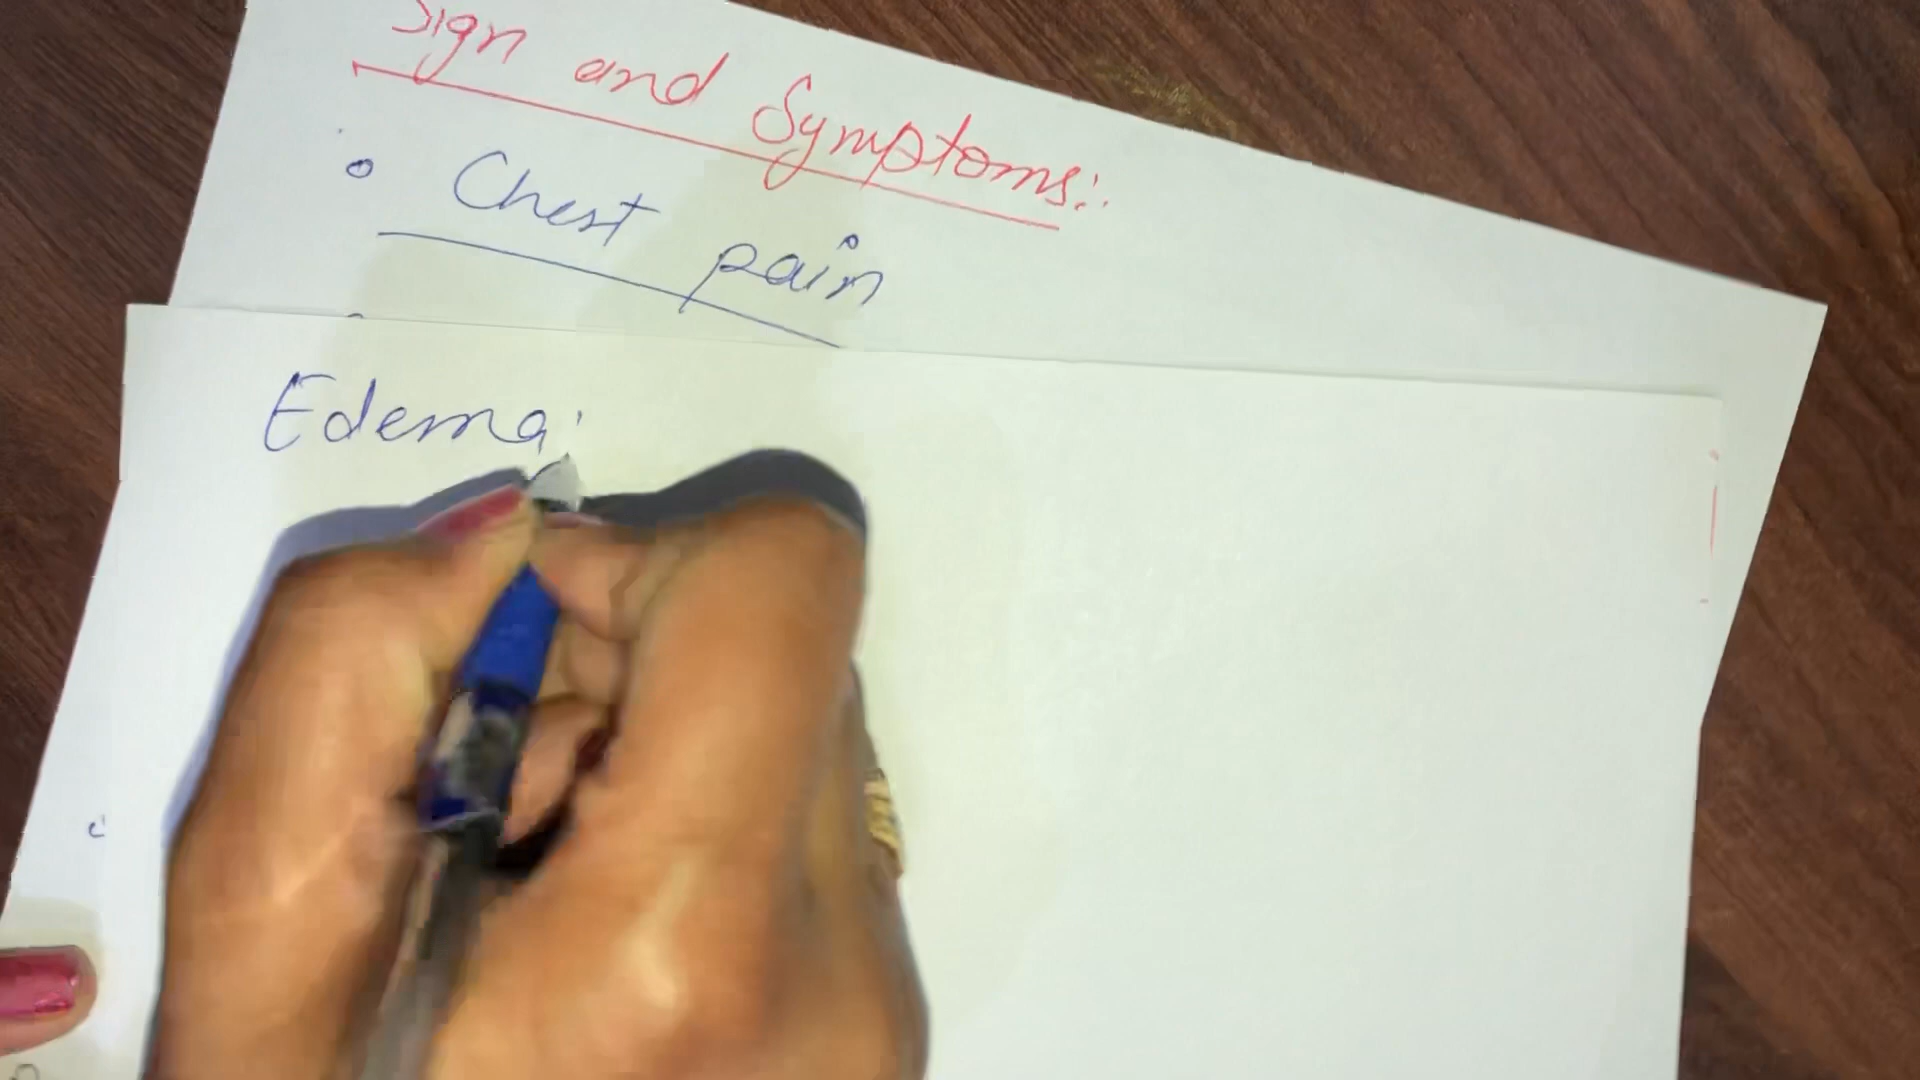 Sign and Symptoms:.
Chest pain
Edema: